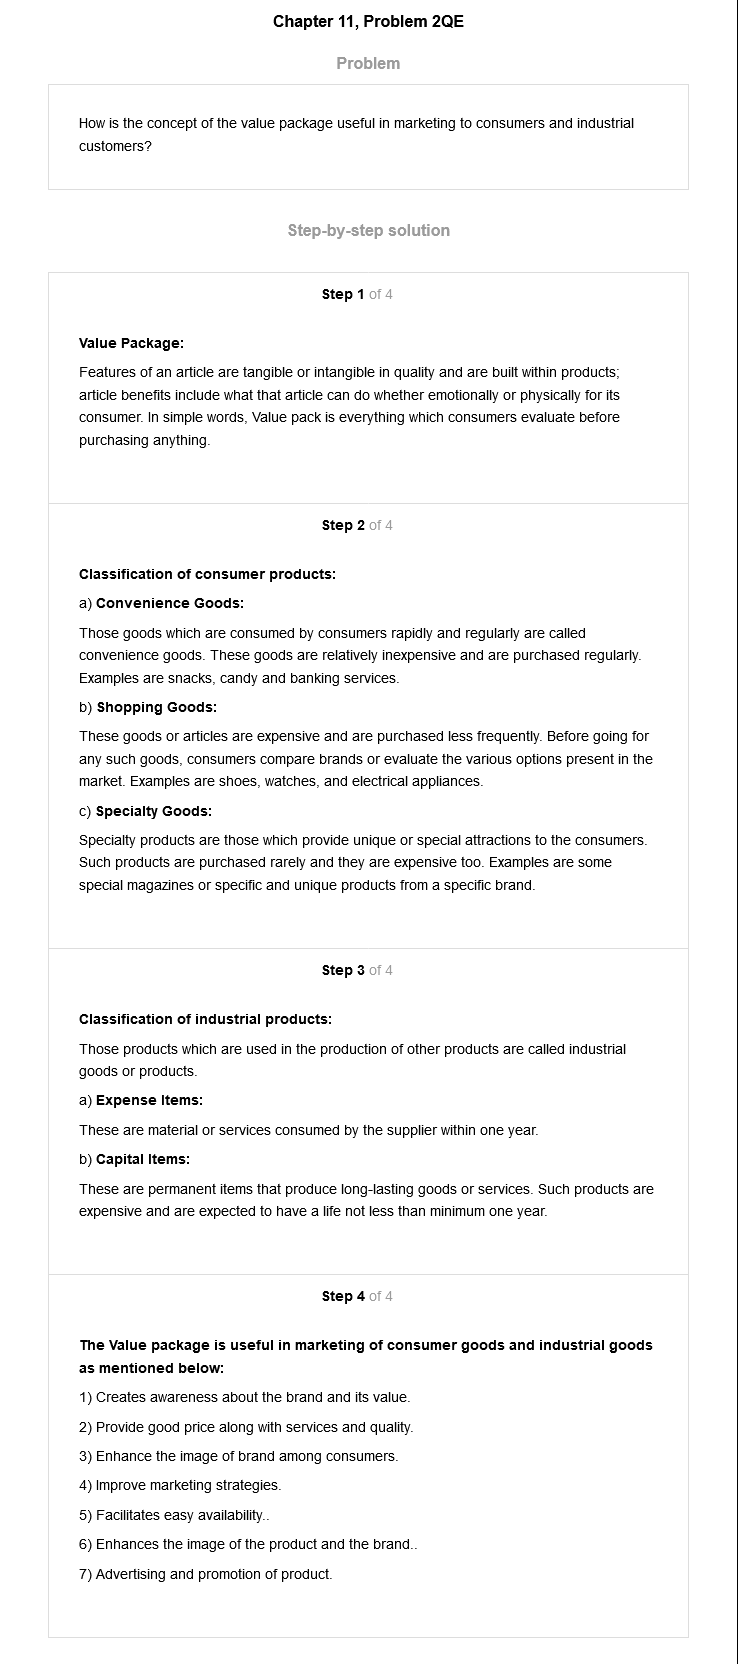 Chapter 11, Problem 2QE
Problem
How is the concept of the value package useful in marketing to consumers and industrial
customers?
Step-by-step solution
Step 1 of 4
Value Package:
Features of an article are tangible or intangible in quality and are built within products;
article benefits include what that article can do whether emotionally or physically for its
consumer. In simple words, Value pack is everything which consumers evaluate before
purchasing anything.
Step 2 of 4
Classification of consumer products:
a) Convenience Goods:
Those goods which are consumed by consumers rapidly and regularly are called
convenience goods. These goods are relatively inexpensive and are purchased regularly.
Examples are snacks, candy and banking services.
b) Shopping Goods:
These goods or articles are expensive and are purchased less frequently. Before going for
any such goods, consumers compare brands or evaluate the various options present in the
market. Examples are shoes, watches, and electrical appliances.
c) Specialty Goods:
Specialty products are those which provide unique or special attractions to the consumers.
Such products are purchased rarely and they are expensive too. Examples are some
special magazines or specific and unique products from a specific brand.
Step 3 of 4
Classification of industrial products:
Those products which are used in the production of other products are called industrial
goods or products.
a) Expense Items:
These are material or services consumed by the supplier within one year.
b) Capital Items:
These are permanent items that produce long-lasting goods or services. Such products are
expensive and are expected to have a life not less than minimum one year.
Step 4 of 4
The Value package is useful in marketing of consumer goods and industrial goods
as mentioned below:
1) Creates awareness about the brand and its value.
2) Provide good price along with services and quality.
3) Enhance the image of brand among consumers.
4) Improve marketing strategies.
5) Facilitates easy availability..
6) Enhances the image of the product and the brand..
7) Advertising and promotion of product.